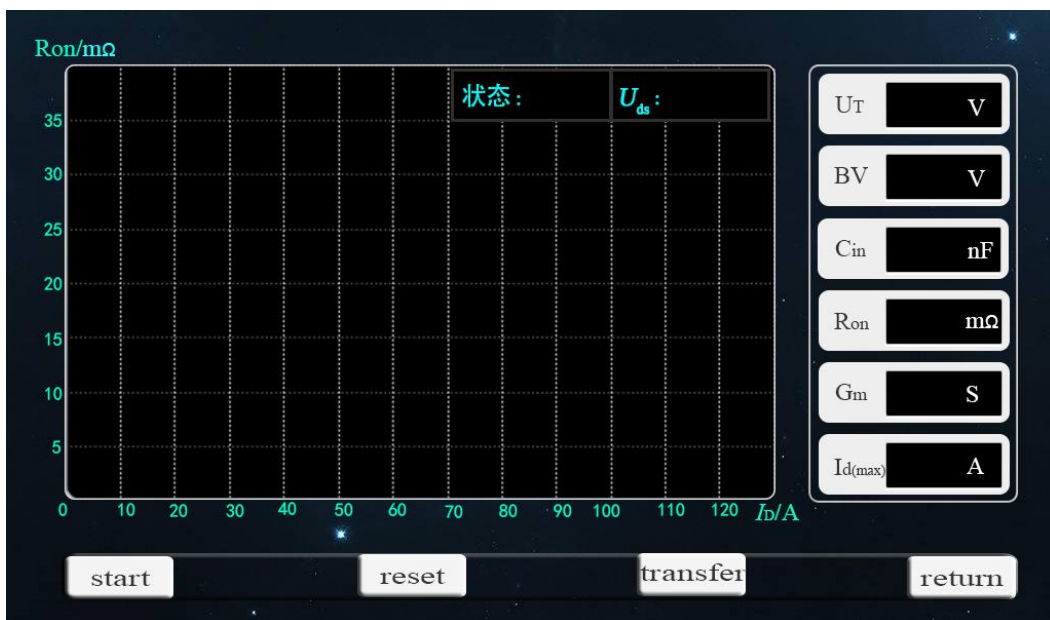 Ron/mΩ
状态: Uds:
35
30
25
20
15
10
5
0 10 20 30 40 50 60 70 80 90 100 110 120 ID/A
UT V
BV V
Cin nF
Ron mΩ
Gm S
Id(max) A
start reset transfer return